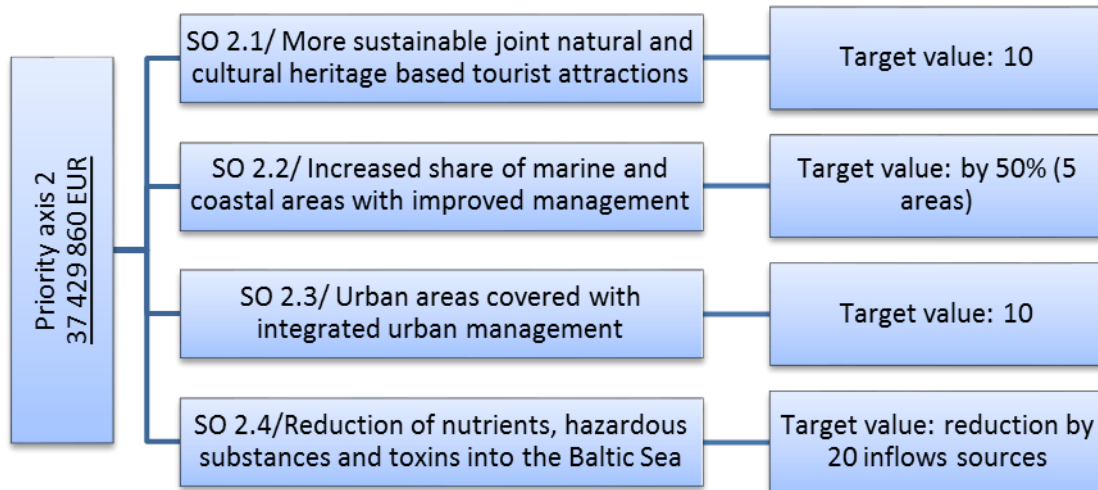 Priority axis 2
37 429 860 EUR
SO 2.1/ More sustainable joint natural and
cultural heritage based tourist attractions
Target value: 10
SO 2.2/ Increased share of marine and
coastal areas with improved management
Target value: by 50% (5
areas)
SO 2.3/ Urban areas covered with
integrated urban management
Target value: 10
SO 2.4/Reduction of nutrients, hazardous
substances and toxins into the Baltic Sea
Target value: reduction by
20 inflows sources